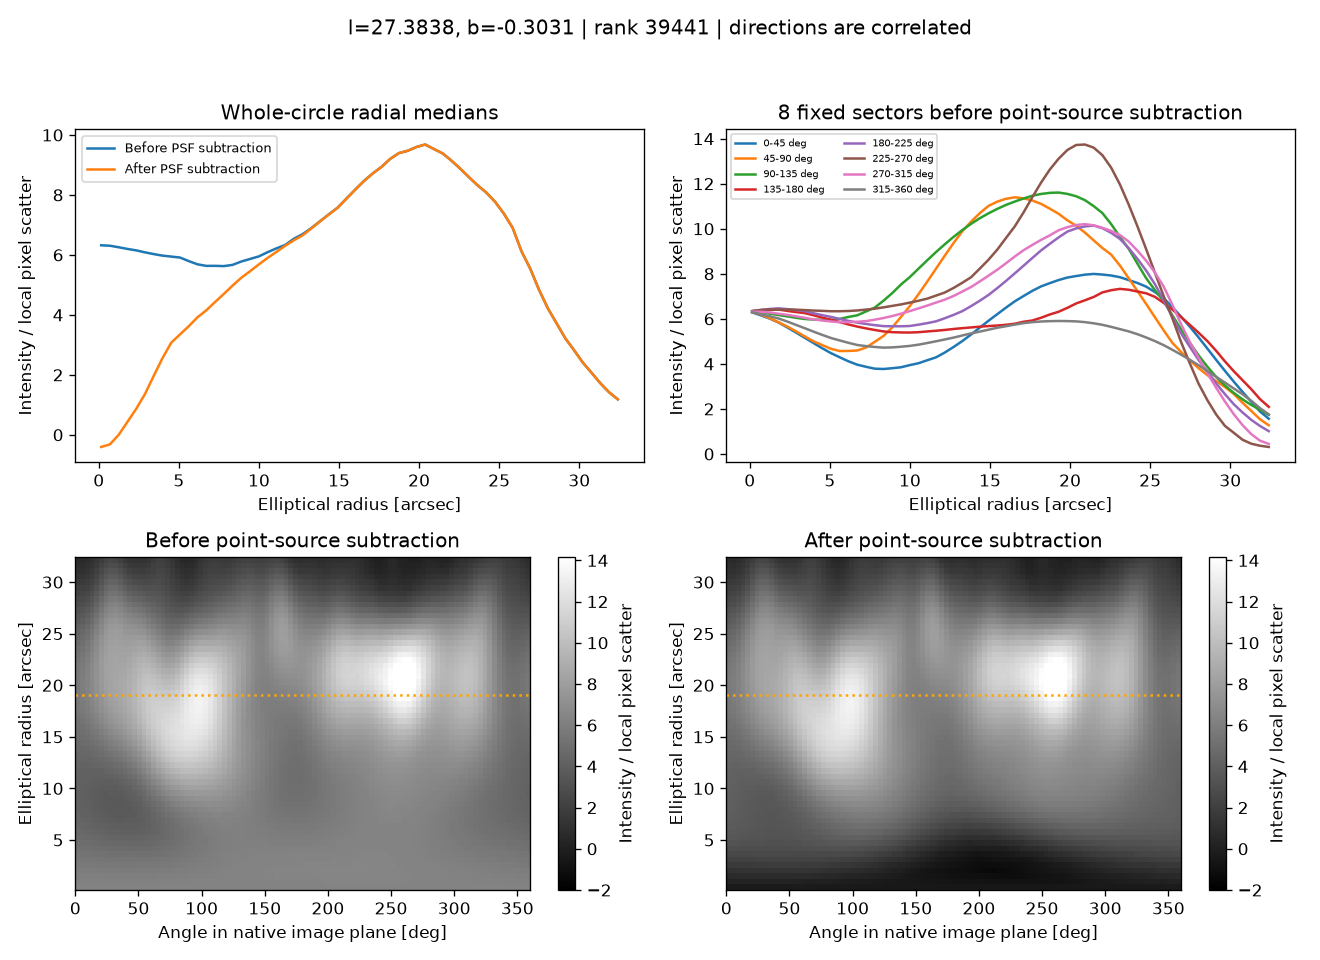 l=27.3838, b=-0.3031 | rank 39441 | directions are correlated
Whole-circle radial medians
Intensity / local pixel scatter
10
8
6
4
2
0
Before PSF subtraction
After PSF subtraction
0 5 10 15 20 25 30
Elliptical radius [arcsec]
8 fixed sectors before point-source subtraction
Intensity / local pixel scatter
14
12
10
8
6
4
2
0
0-45 deg
45-90 deg
90-135 deg
135-180 deg
180-225 deg
225-270 deg
270-315 deg
315-360 deg
0 5 10 15 20 25 30
Elliptical radius [arcsec]
Before point-source subtraction
Elliptical radius [arcsec]
30
25
20
15
10
5
0 50 100 150 200 250 300 350
Angle in native image plane [deg]
14
12
10
8
6
4
2
0
−2
Intensity / local pixel scatter
After point-source subtraction
Elliptical radius [arcsec]
30
25
20
15
10
5
0 50 100 150 200 250 300 350
Angle in native image plane [deg]
14
12
10
8
6
4
2
0
−2
Intensity / local pixel scatter